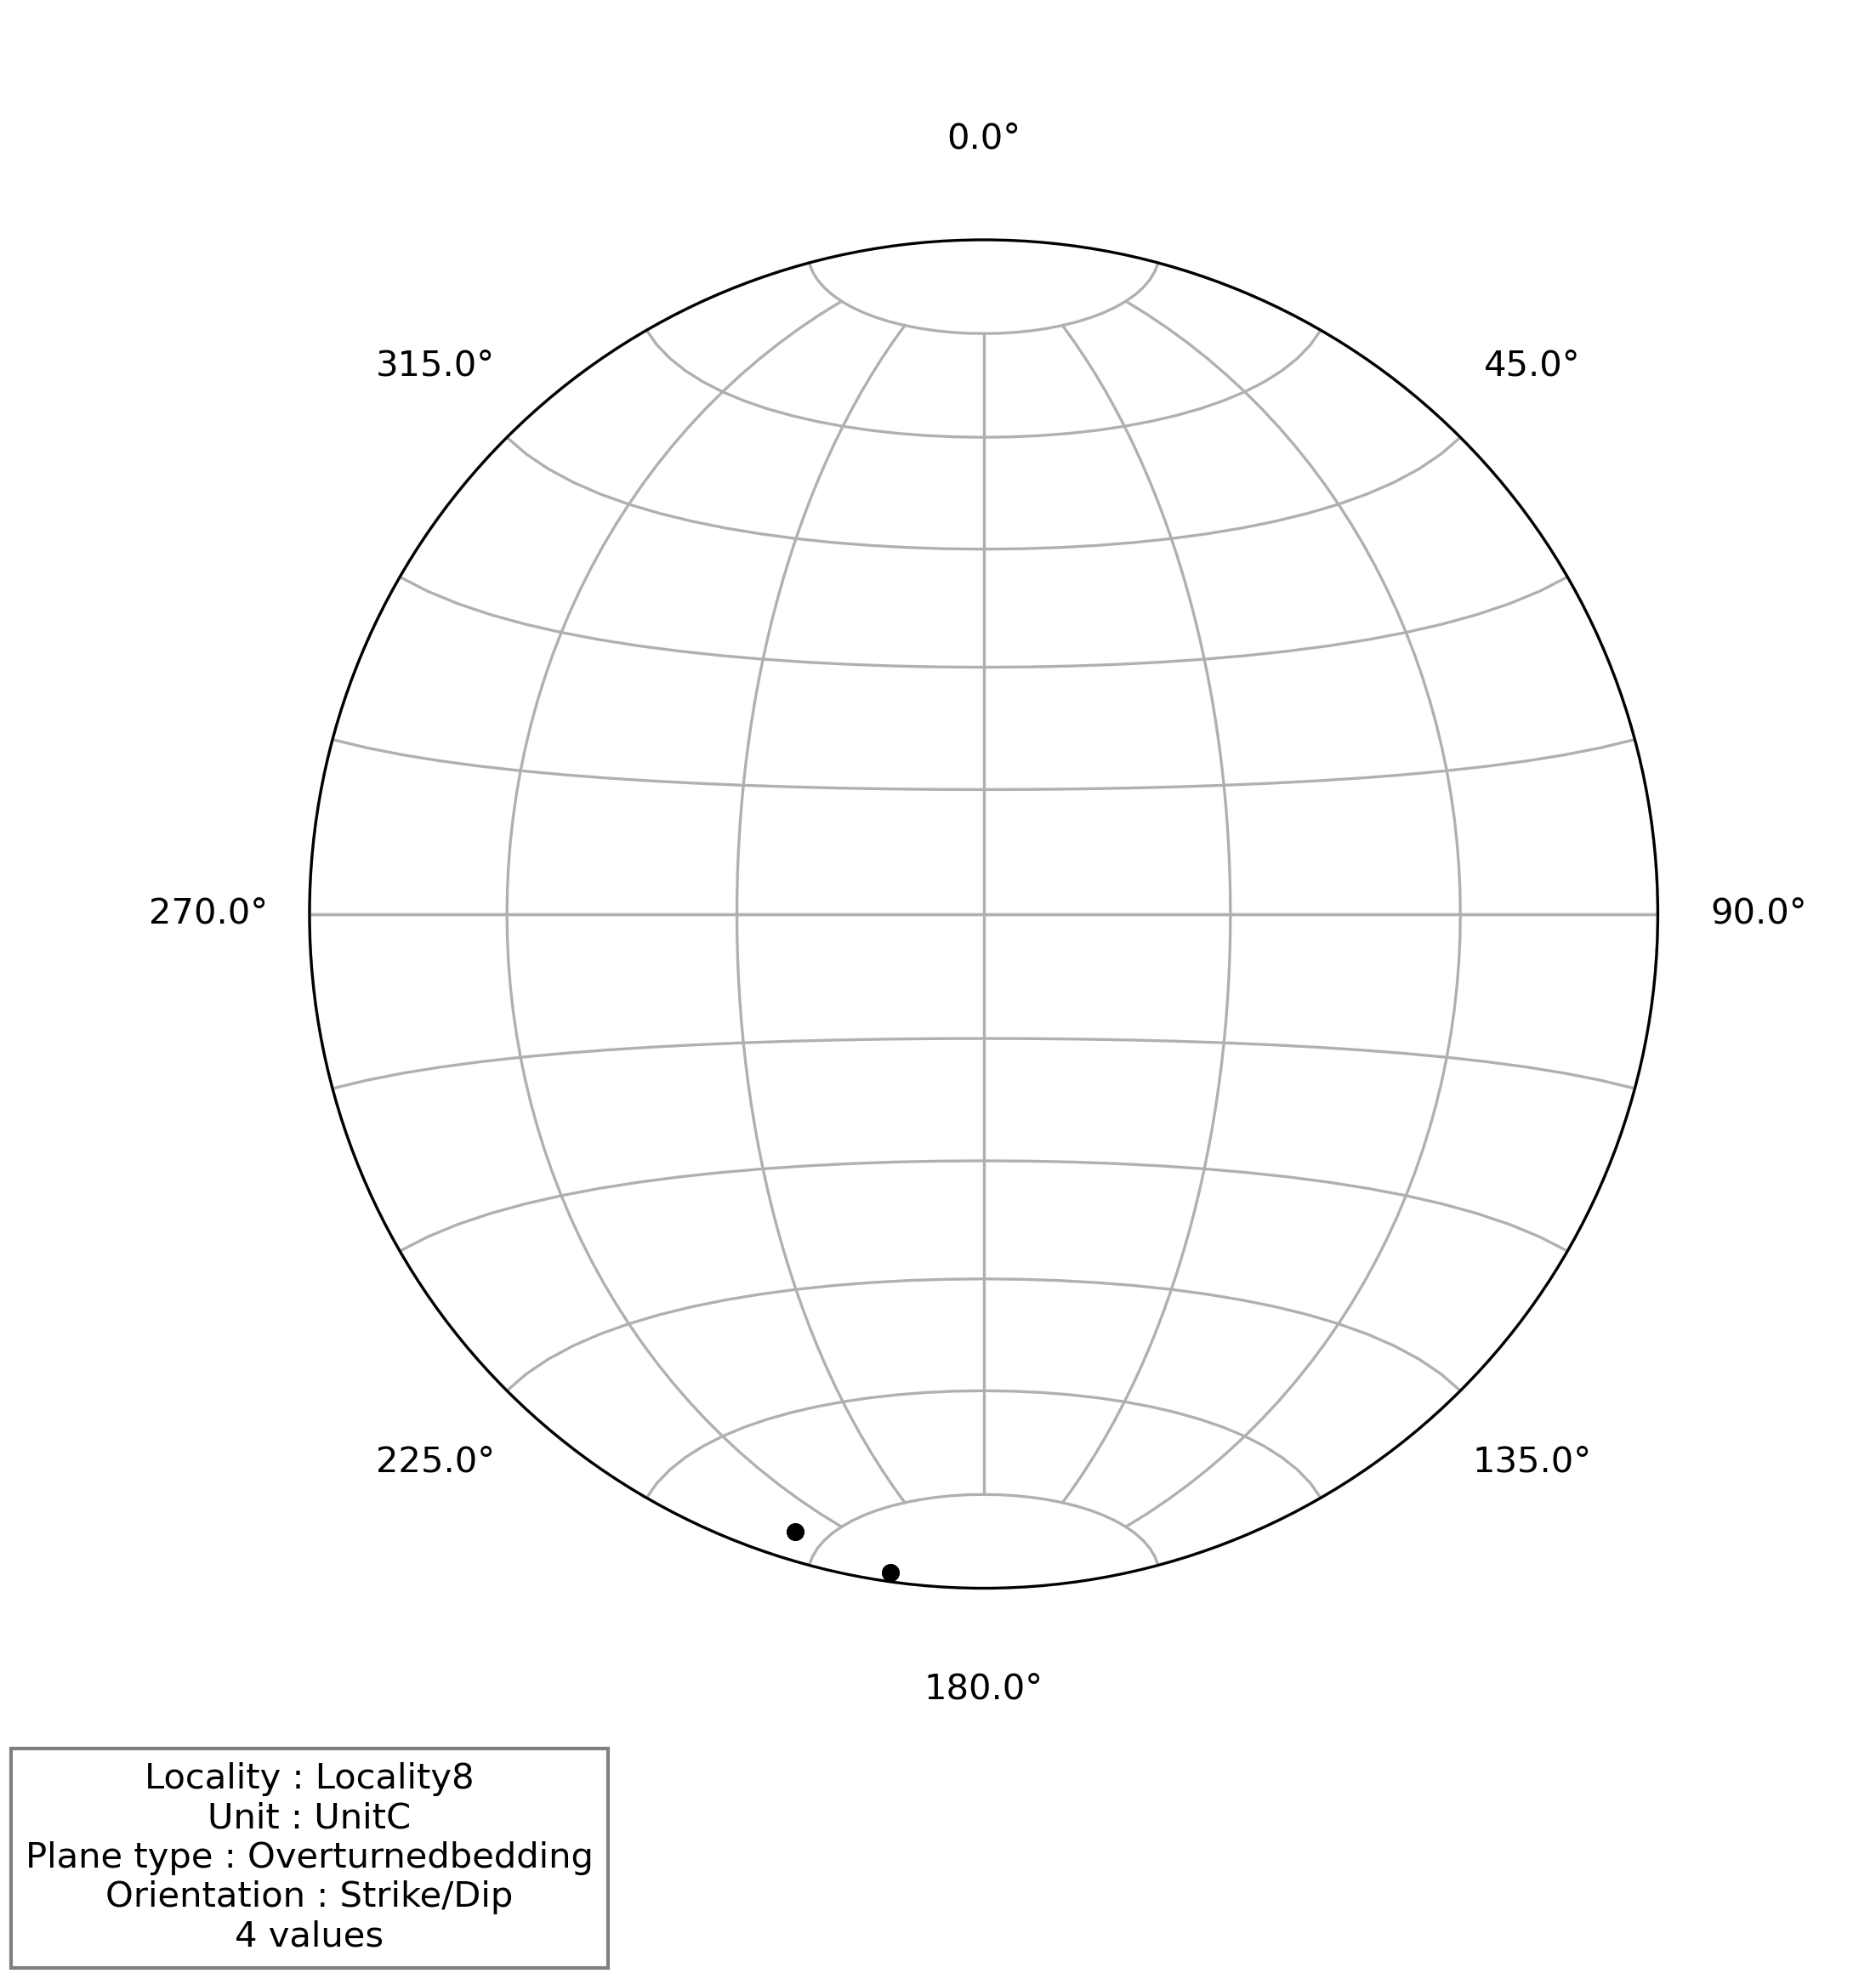 0.0°
315.0°
45.0°
270.0°
90.0°
225.0°
135.0°
180.0°
Locality : Locality8
Unit : UnitC
Plane type : Overturnedbedding
Orientation : Strike/Dip
4 values